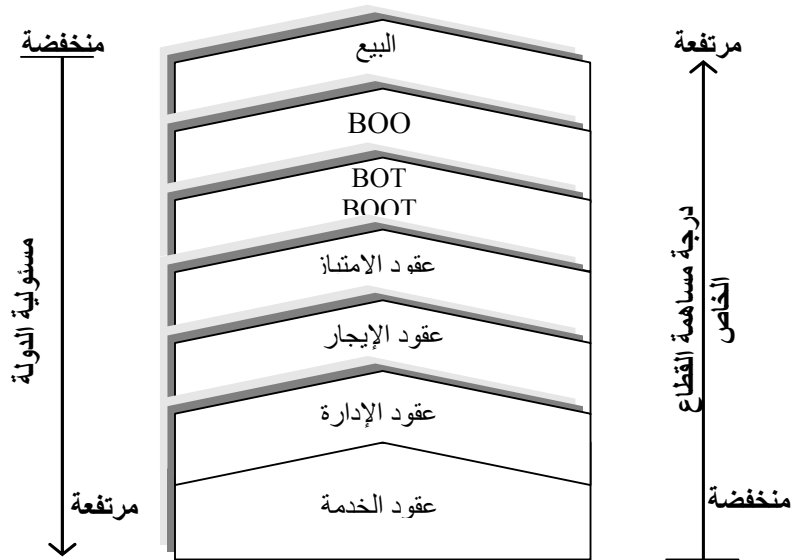 مرتفعة
البيع
منخفضة
BOO
BOT
BOOT
عقود الامتياز
عقود الإيجار
عقود الإدارة
عقود الخدمة
درجة مساهمة القطاع
الخاص
مسئولية الدولة
منخفضة
مرتفعة